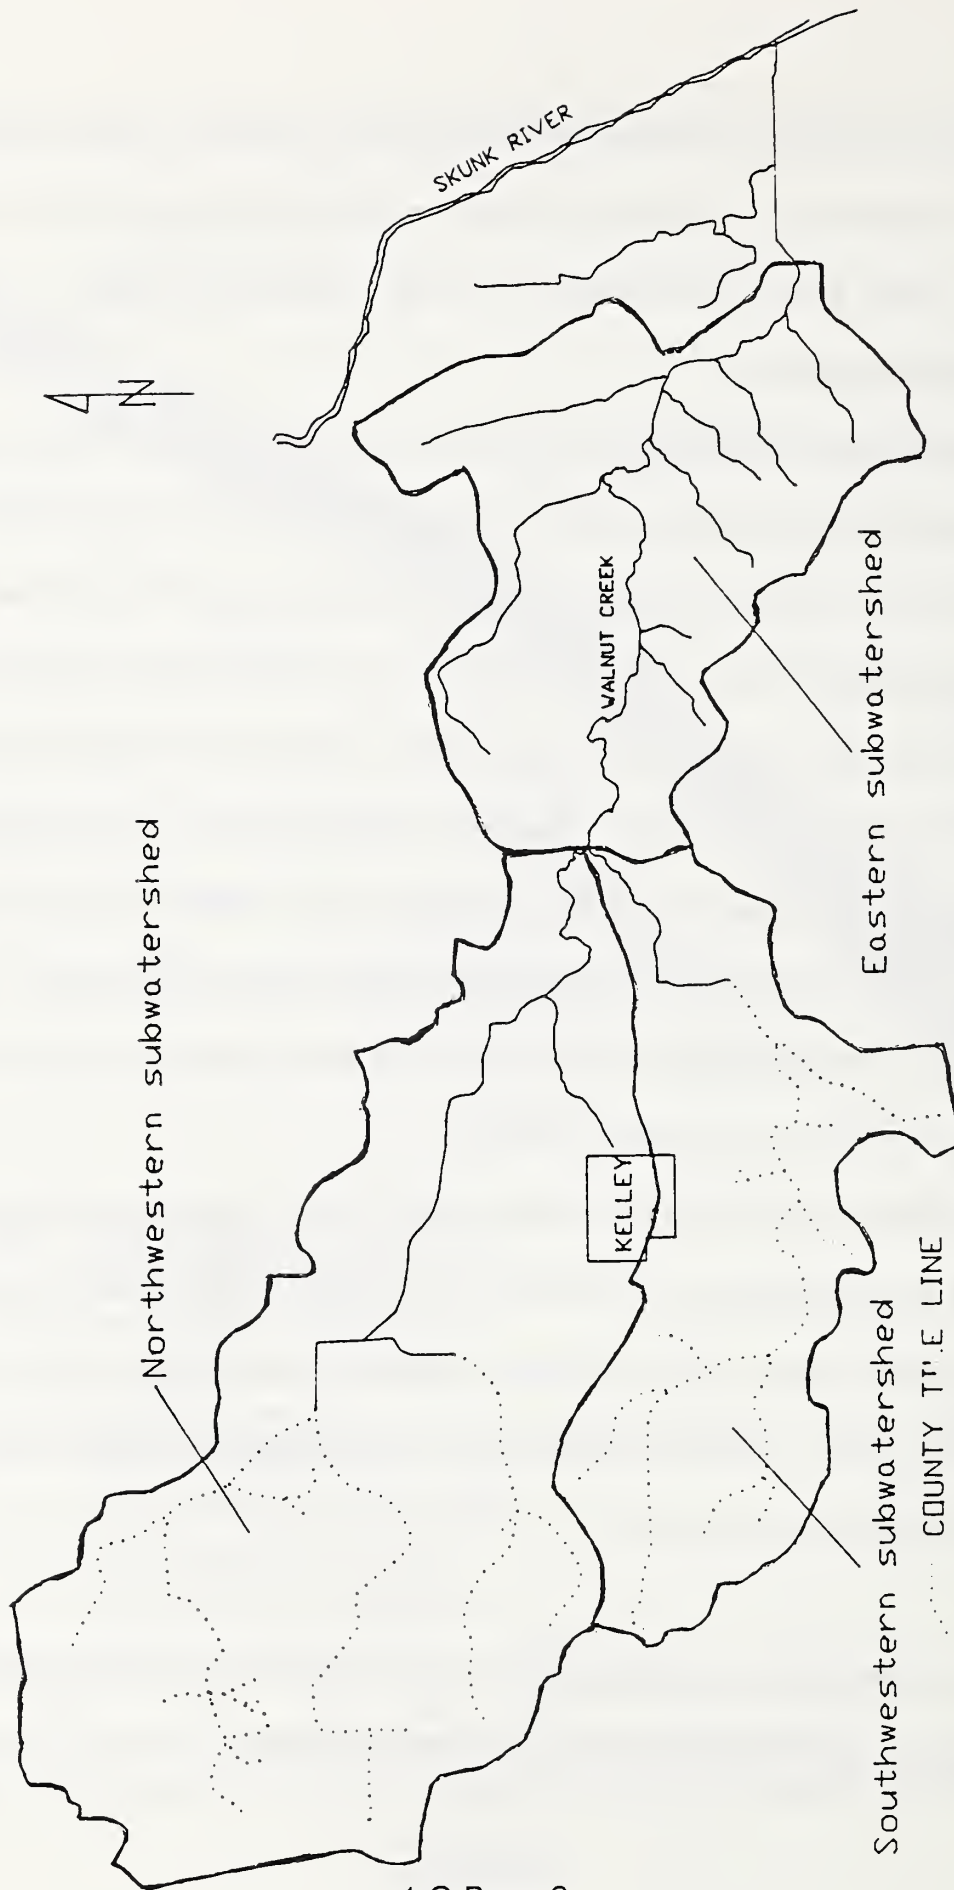 N
SKUNK RIVER
Northwestern subwatershed
WALNUT CREEK
KELLEY
Eastern subwatershed
Southwestern subwatershed
COUNTY LINE